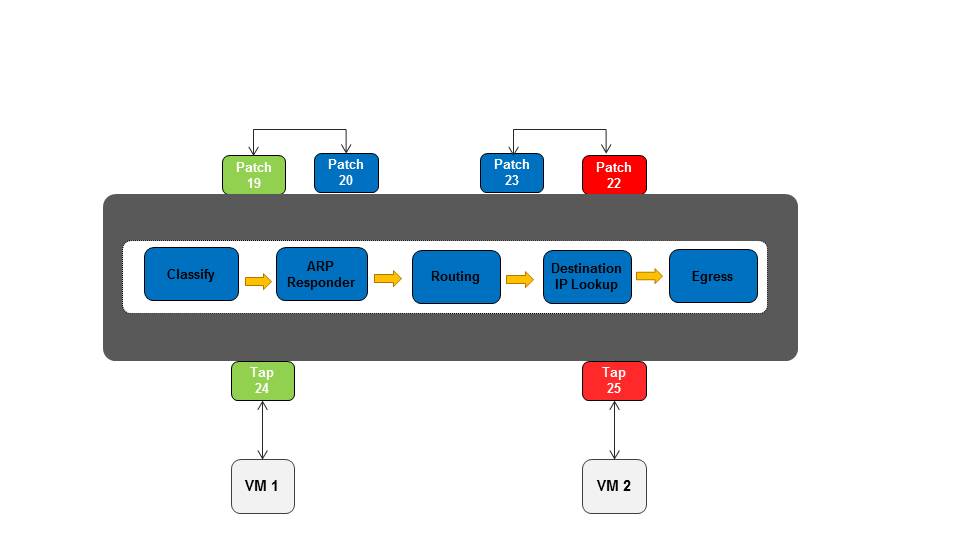 Patch
19
Patch
20
Patch
23
Patch
22
Classify
ARP
Responder
Routing
Destination
IP Lookup
Egress
Tap
24
Tap
25
VM 1
VM 2